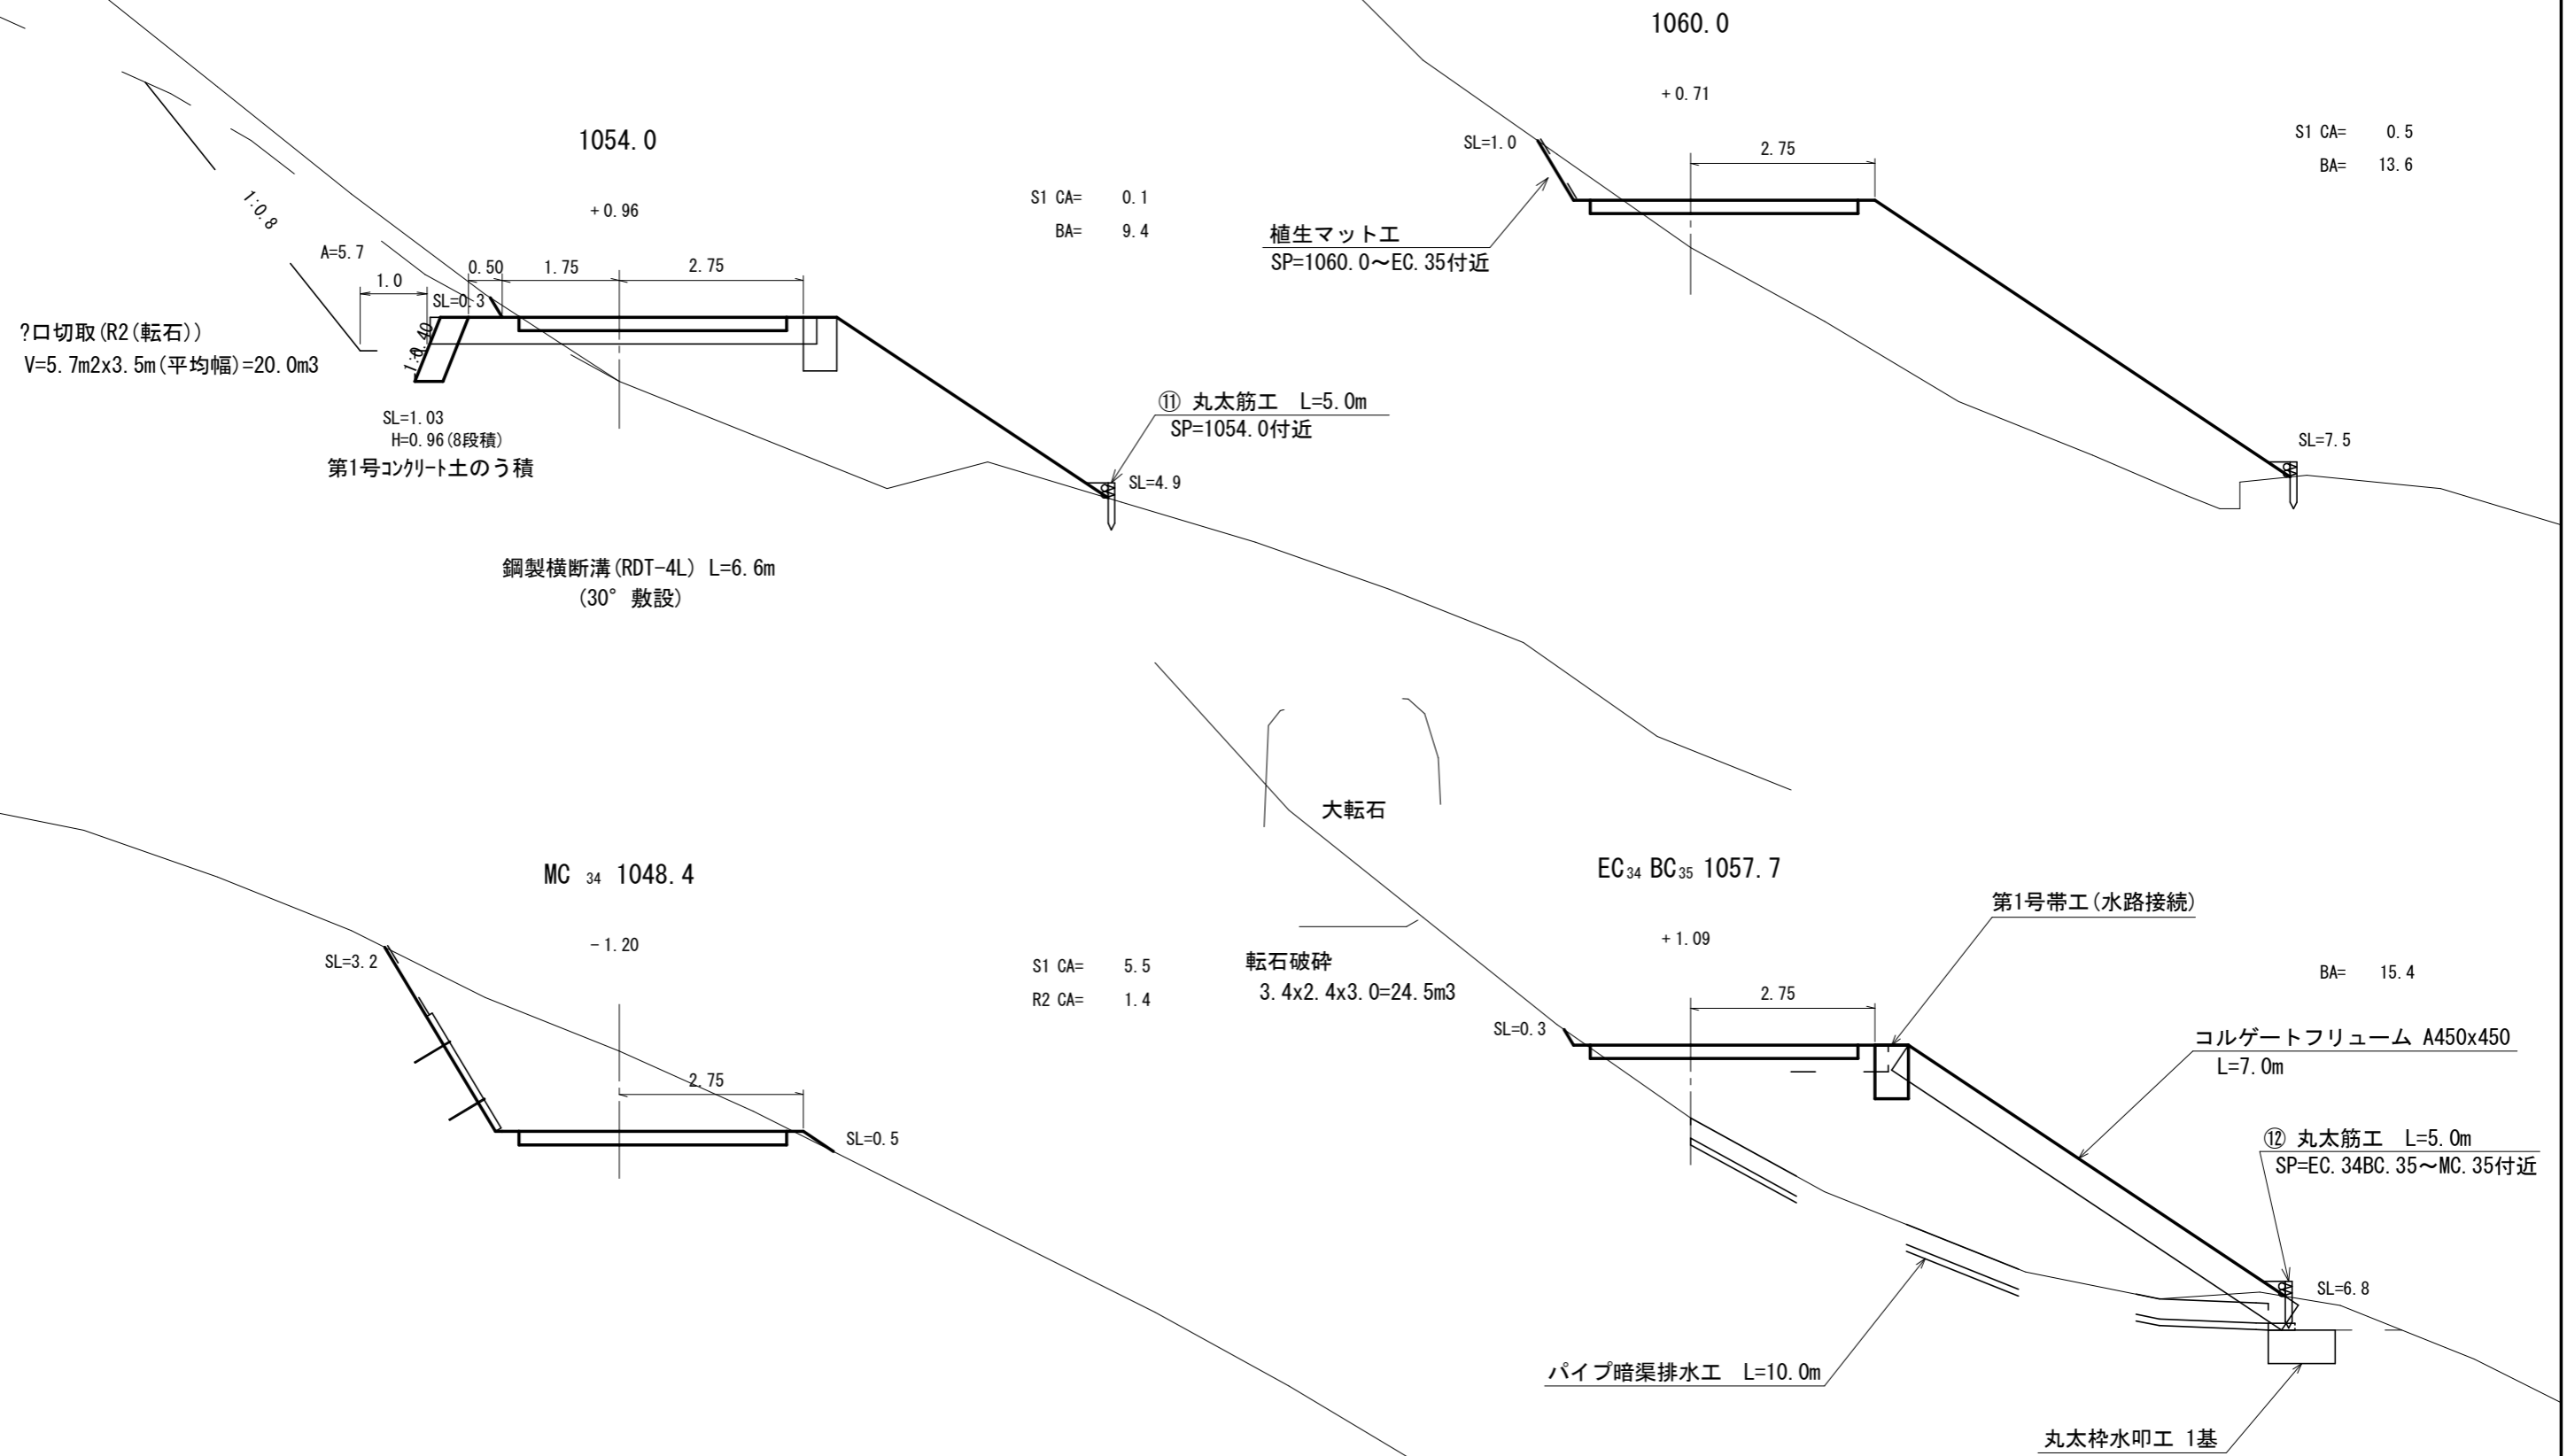 1054.0
+0.96
S1 CA= 0.1
BA= 9.4
1:0.8
A=5.7
1.0
0.50
1.75
2.75
SL=0.3
1:0.40
?ロ切取(R2(転石))
V=5.7m2x3.5m(平均幅)=20.0m3
SL=1.03
H=0.96(8段積)
第1号コンクリート土のう積
⑪ 丸太筋工 L=5.0m
SP=1054.0付近
SL=4.9
鋼製横断溝(RDT-4L) L=6.6m
(30°敷設)
1060.0
+0.71
S1 CA= 0.5
BA= 13.6
SL=1.0
2.75
植生マット工
SP=1060.0～EC.35付近
SL=7.5
MC 34 1048.4
-1.20
SL=3.2
S1 CA= 5.5
R2 CA= 1.4
2.75
SL=0.5
大転石
転石破砕
3.4x2.4x3.0=24.5m3
EC34 BC35 1057.7
+1.09
第1号帯工(水路接続)
BA= 15.4
2.75
SL=0.3
コルゲートフリューム A450x450
L=7.0m
⑫ 丸太筋工 L=5.0m
SP=EC.34BC.35～MC.35付近
SL=6.8
パイプ暗渠排水工 L=10.0m
丸太枠水叩工 1基